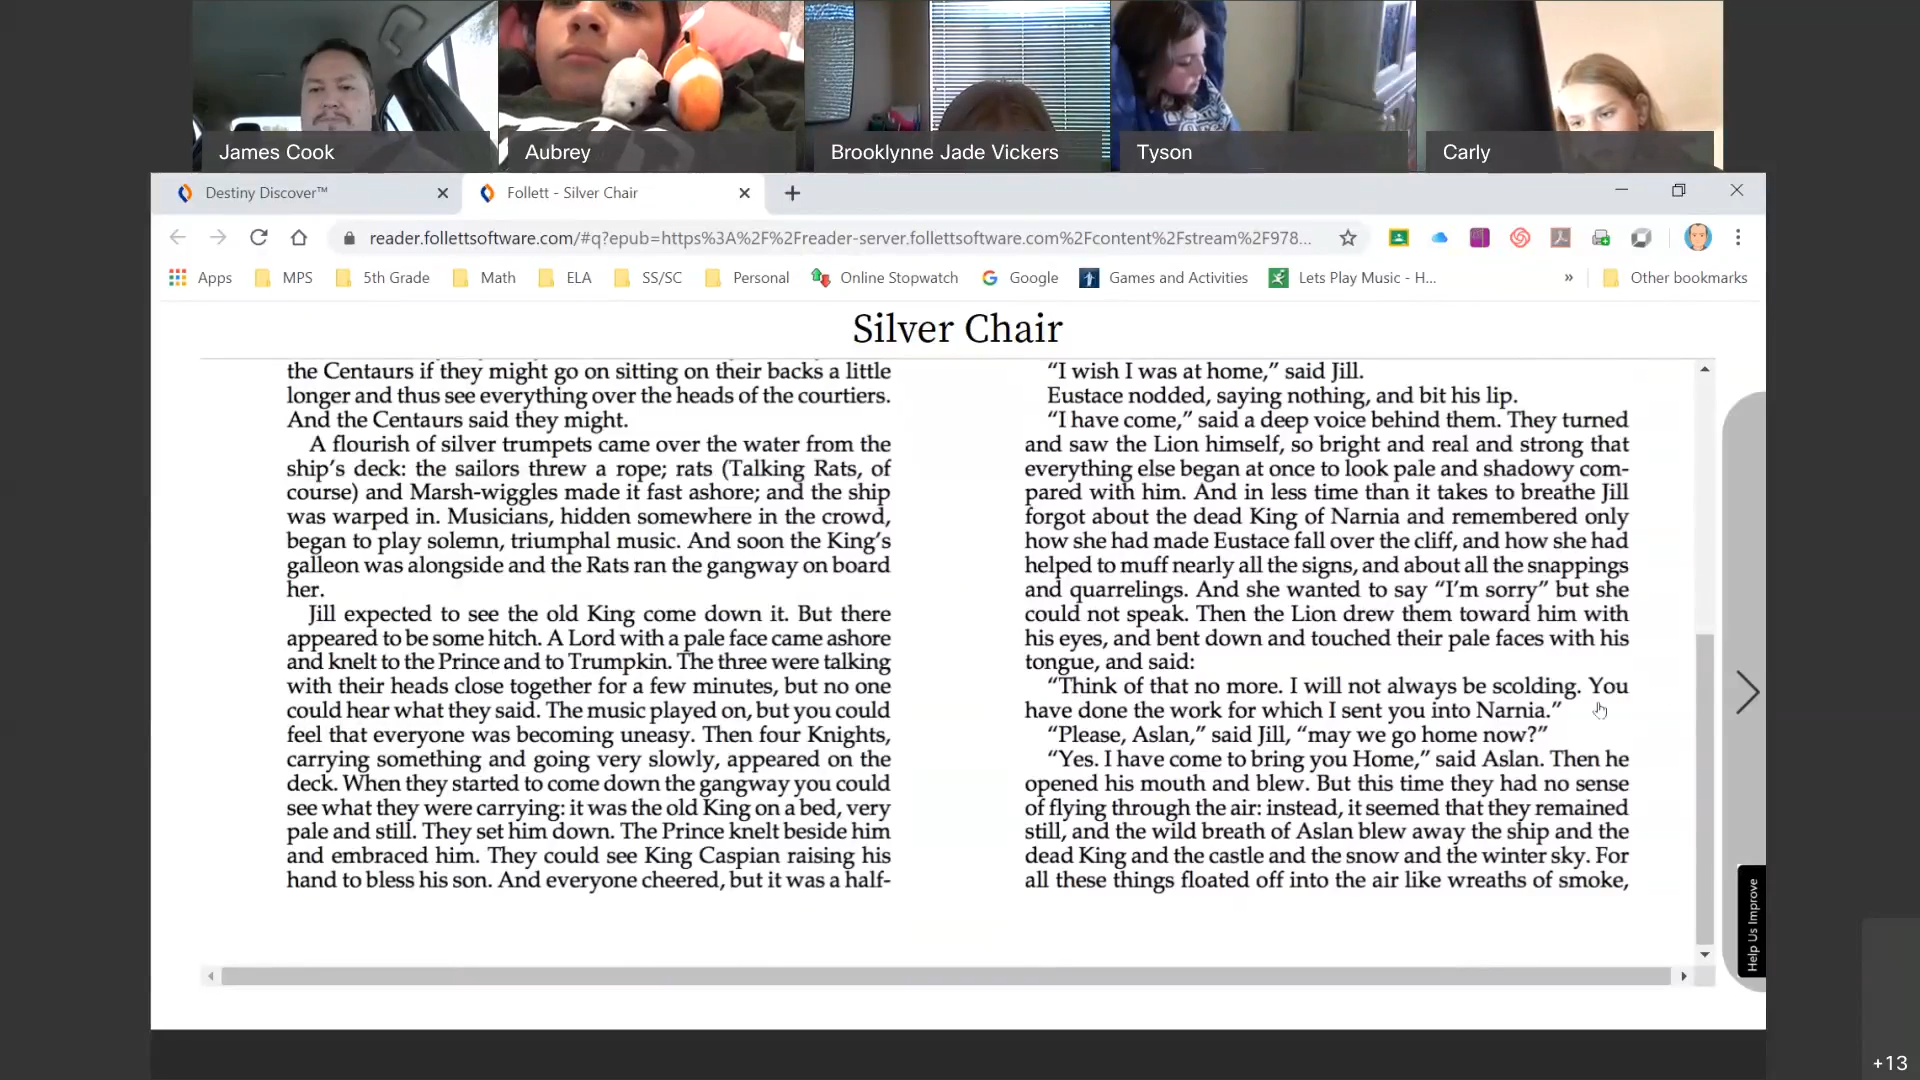 James Cook
Aubrey
Brooklynne Jade Vickers
Tyson
Carly
Destiny Discover™
Follett - Silver Chair
reader.follettsoftware.com/#q?epub=https%3A%2F%2Freader-server.follettsoftware.com%2Fcontent%2Fstream%2F978...
Apps
MPS
5th Grade
Math
ELA
SS/SC
Personal
Online Stopwatch
Google
Games and Activities
Lets Play Music - H...
»
Other bookmarks
Silver Chair
the Centaurs if they might go on sitting on their backs a little
longer and thus see everything over the heads of the courtiers.
And the Centaurs said they might.
A flourish of silver trumpets came over the water from the
ship's deck: the sailors threw a rope; rats (Talking Rats, of
course) and Marsh-wiggles made it fast ashore; and the ship
was warped in. Musicians, hidden somewhere in the crowd,
began to play solemn, triumphal music. And soon the King's
galleon was alongside and the Rats ran the gangway on board
her.
Jill expected to see the old King come down it. But there
appeared to be some hitch. A Lord with a pale face came ashore
and knelt to the Prince and to Trumpkin. The three were talking
with their heads close together for a few minutes, but no one
could hear what they said. The music played on, but you could
feel that everyone was becoming uneasy. Then four Knights,
carrying something and going very slowly, appeared on the
deck. When they started to come down the gangway you could
see what they were carrying: it was the old King on a bed, very
pale and still. They set him down. The Prince knelt beside him
and embraced him. They could see King Caspian raising his
hand to bless his son. And everyone cheered, but it was a half-
“I wish I was at home,” said Jill.
Eustace nodded, saying nothing, and bit his lip.
“I have come,” said a deep voice behind them. They turned
and saw the Lion himself, so bright and real and strong that
everything else began at once to look pale and shadowy com-
pared with him. And in less time than it takes to breathe Jill
forgot about the dead King of Narnia and remembered only
how she had made Eustace fall over the cliff, and how she had
helped to muff nearly all the signs, and about all the snappings
and quarrelings. And she wanted to say “I'm sorry” but she
could not speak. Then the Lion drew them toward him with
his eyes, and bent down and touched their pale faces with his
tongue, and said:
“Think of that no more. I will not always be scolding. You
have done the work for which I sent you into Narnia.”
“Please, Aslan,” said Jill, “may we go home now?”
“Yes. I have come to bring you Home,” said Aslan. Then he
opened his mouth and blew. But this time they had no sense
of flying through the air: instead, it seemed that they remained
still, and the wild breath of Aslan blew away the ship and the
dead King and the castle and the snow and the winter sky. For
all these things floated off into the air like wreaths of smoke,
Help Us Improve
+13